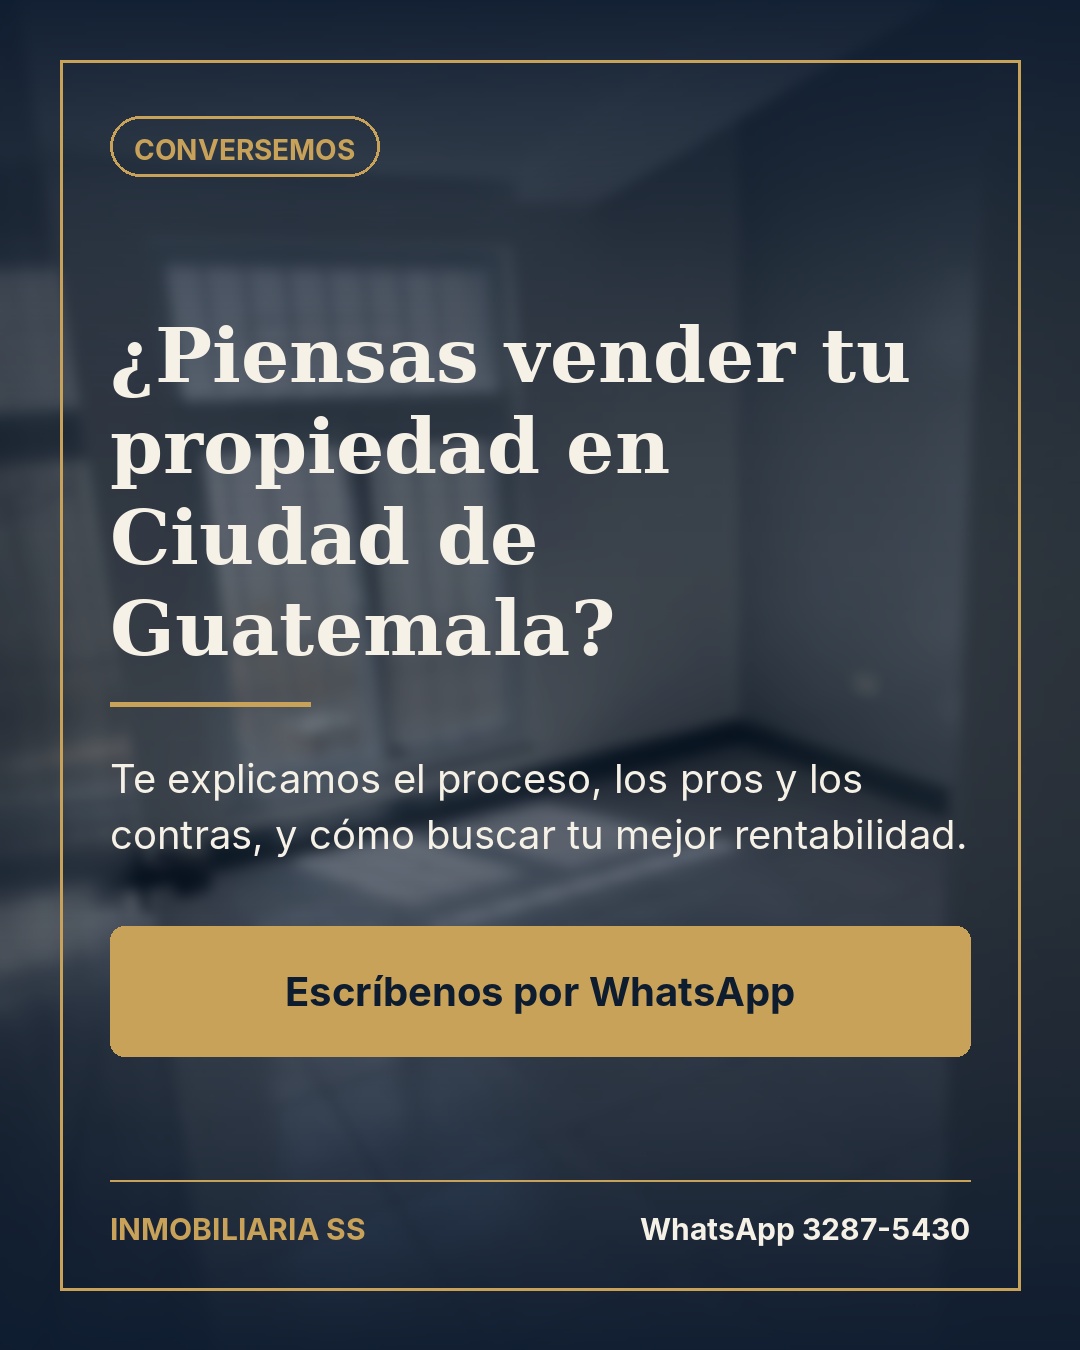 CONVERSEMOS
¿Piensas vender tu
propiedad en
Ciudad de
Guatemala?
Te explicamos el proceso, los pros y los
contras, y cómo buscar tu mejor rentabilidad.
Escríbenos por WhatsApp
INMOBILIARIA SS
WhatsApp 3287-5430